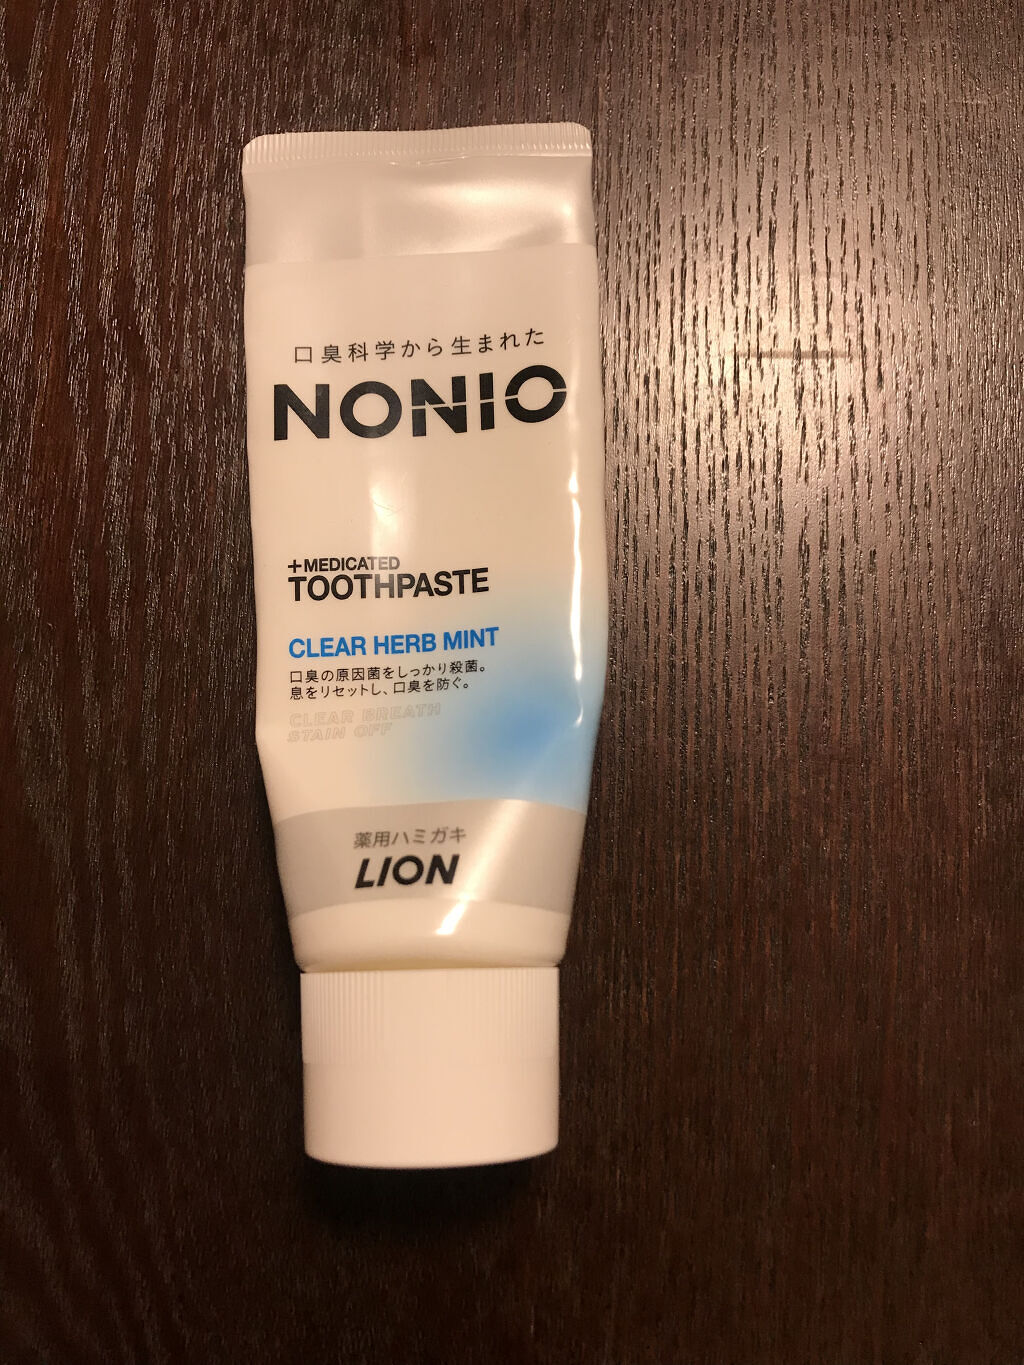 口臭科学から生まれた
NONIO
+MEDICATED
TOOTHPASTE
CLEAR HERB MINT
口臭の原因菌をしっかり殺菌。
息をリセットし、口臭を防ぐ。
CLEAR BREATH
STAIN OFF
薬用ハミガキ
LION